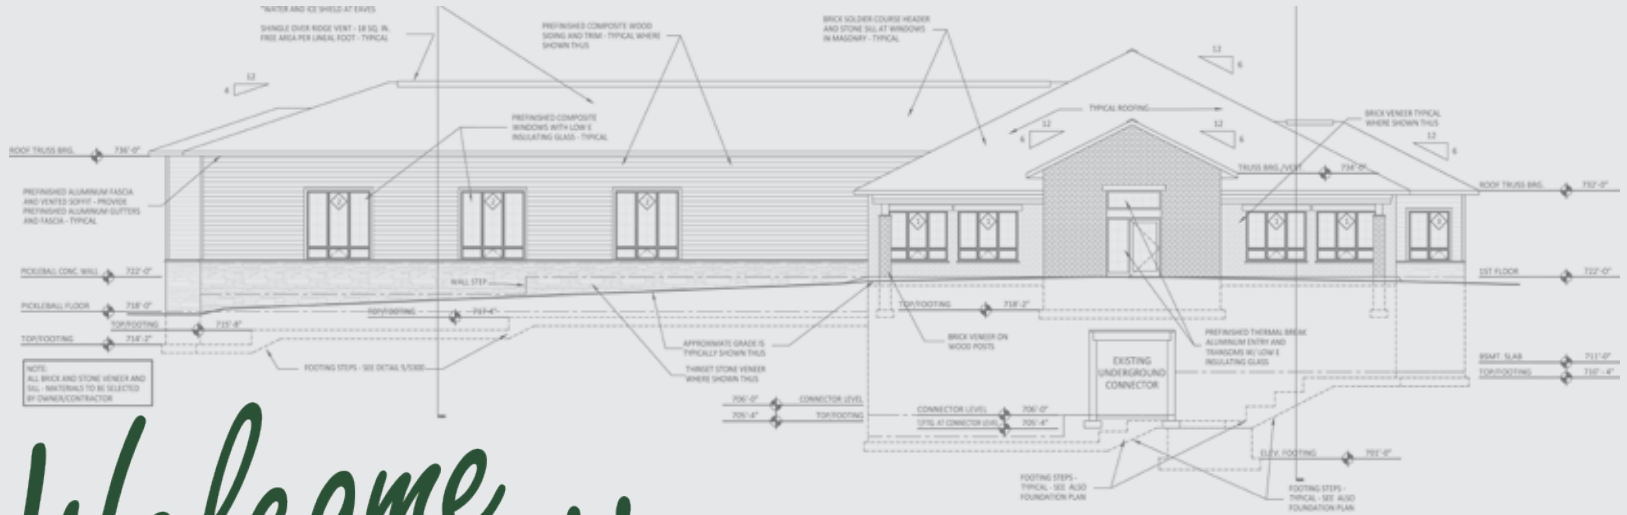 *WATER AND ICE SHIELD AT EAVES
SHINGLE OVER RIDGE VENT - 18 SQ. IN.
FREE AREA PER LINEAL FOOT - TYPICAL
PREFINISHED COMPOSITE WOOD
SIDING AND TRIM - TYPICAL WHERE
SHOWN THUS
BRICK SOLDIER COURSE HEADER
AND STONE SILL AT WINDOWS
IN MASONRY - TYPICAL
12
6
12
4
TYPICAL ROOFING
PREFINISHED COMPOSITE
WINDOWS WITH LOW E
INSULATING GLASS - TYPICAL
BRICK VENEER TYPICAL
WHERE SHOWN THUS
12
6
12
6
12
6
ROOF TRUSS BRG. 736'-0"
TRUSS BRG./VEST. 734'-0"
ROOF TRUSS BRG. 732'-0"
PREFINISHED ALUMINUM FASCIA
AND VENTED SOFFIT - PROVIDE
PREFINISHED ALUMINUM GUTTERS
AND FASCIA - TYPICAL
PICKLEBALL CONC. WALL 722'-0"
WALL STEP
1ST FLOOR 722'-0"
PICKLEBALL FLOOR 718'-0"
TOP/FOOTING 717'-4"
TOP/FOOTING 718'-2"
TOP/FOOTING 715'-8"
TOP/FOOTING 714'-2"
APPROXIMATE GRADE IS
TYPICALLY SHOWN THUS
BRICK VENEER ON
WOOD POSTS
PREFINISHED THERMAL BREAK
ALUMINUM ENTRY AND
TRANSOMS W/ LOW E
INSULATING GLASS
EXISTING
UNDERGROUND
CONNECTOR
BSMT. SLAB 711'-0"
TOP/FOOTING 710'-4"
FOOTING STEPS - SEE DETAIL 5/S300
THINSET STONE VENEER
WHERE SHOWN THUS
NOTE:
ALL BRICK AND STONE VENEER AND
SILL - MATERIALS TO BE SELECTED
BY OWNER/CONTRACTOR
706'-0" CONNECTOR LEVEL
705'-4" TOP/FOOTING
CONNECTOR LEVEL 706'-0"
T.FTG. AT CONNECTOR LEVEL 705'-4"
ELEV. FOOTING 701'-0"
FOOTING STEPS -
TYPICAL - SEE ALSO
FOUNDATION PLAN
FOOTING STEPS -
TYPICAL - SEE ALSO
FOUNDATION PLAN
Welcome